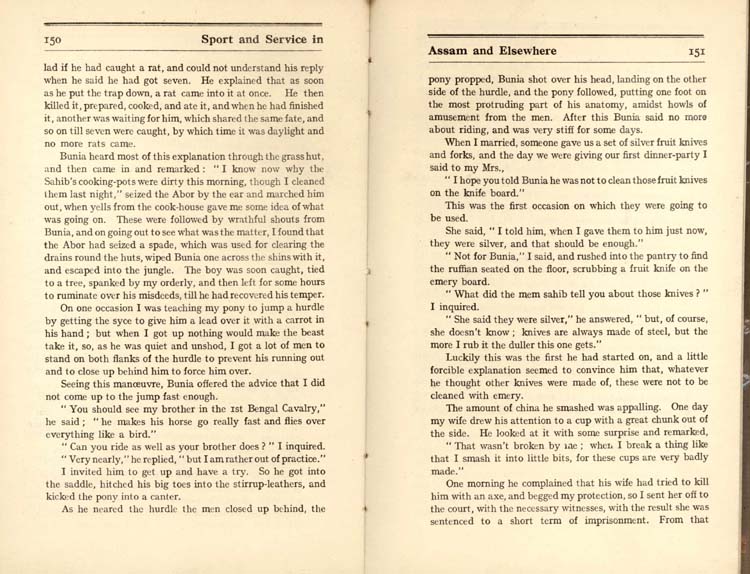 150 Sport and Service in
lad if he had caught a rat, and could not understand his reply
when he said he had got seven. He explained that as soon
as he put the trap down, a rat came into it at once. He then
killed it, prepared, cooked, and ate it, and when he had finished
it, another was waiting for him, which shared the same fate, and
so on till seven were caught, by which time it was daylight and
no more rats came.
Bunia heard most of this explanation through the grass hut,
and then came in and remarked : " I know now why the
Sahib's cooking-pots were dirty this morning, though I cleaned
them last night," seized the Abor by the ear and marched him
out, when yells from the cook-house gave me some idea of what
was going on. These were followed by wrathful shouts from
Bunia, and on going out to see what was the matter, I found that
the Abor had seized a spade, which was used for clearing the
drains round the huts, wiped Bunia one across the shins with it,
and escaped into the jungle. The boy was soon caught, tied
to a tree, spanked by my orderly, and then left for some hours
to ruminate over his misdeeds, till he had recovered his temper.
On one occasion I was teaching my pony to jump a hurdle
by getting the syce to give him a lead over it with a carrot in
his hand ; but when I got up nothing would make the beast
take it, so, as he was quiet and unshod, I got a lot of men to
stand on both flanks of the hurdle to prevent his running out
and to close up behind him to force him over.
Seeing this manœuvre, Bunia offered the advice that I did
not come up to the jump fast enough.
" You should see my brother in the 1st Bengal Cavalry,"
he said ; " he makes his horse go really fast and flies over
everything like a bird."
" Can you ride as well as your brother does ? " I inquired.
" Very nearly," he replied, " but I am rather out of practice."
I invited him to get up and have a try. So he got into
the saddle, hitched his big toes into the stirrup-leathers, and
kicked the pony into a canter.
As he neared the hurdle the men closed up behind, the
Assam and Elsewhere 151
pony propped, Bunia shot over his head, landing on the other
side of the hurdle, and the pony followed, putting one foot on
the most protruding part of his anatomy, amidst howls of
amusement from the men. After this Bunia said no more
about riding, and was very stiff for some days.
When I married, someone gave us a set of silver fruit knives
and forks, and the day we were giving our first dinner-party I
said to my Mrs.,
" I hope you told Bunia he was not to clean those fruit knives
on the knife board."
This was the first occasion on which they were going to
be used.
She said, " I told him, when I gave them to him just now,
they were silver, and that should be enough."
" Not for Bunia," I said, and rushed into the pantry to find
the ruffian seated on the floor, scrubbing a fruit knife on the
emery board.
" What did the mem sahib tell you about those knives ? "
I inquired.
" She said they were silver," he answered, " but, of course,
she doesn't know ; knives are always made of steel, but the
more I rub it the duller this one gets."
Luckily this was the first he had started on, and a little
forcible explanation seemed to convince him that, whatever
he thought other knives were made of, these were not to be
cleaned with emery.
The amount of china he smashed was appalling. One day
my wife drew his attention to a cup with a great chunk out of
the side. He looked at it with some surprise and remarked,
" That wasn't broken by me ; when I break a thing like
that I smash it into little bits, for these cups are very badly
made."
One morning he complained that his wife had tried to kill
him with an axe, and begged my protection, so I sent her off to
the court, with the necessary witnesses, with the result she was
sentenced to a short term of imprisonment. From that